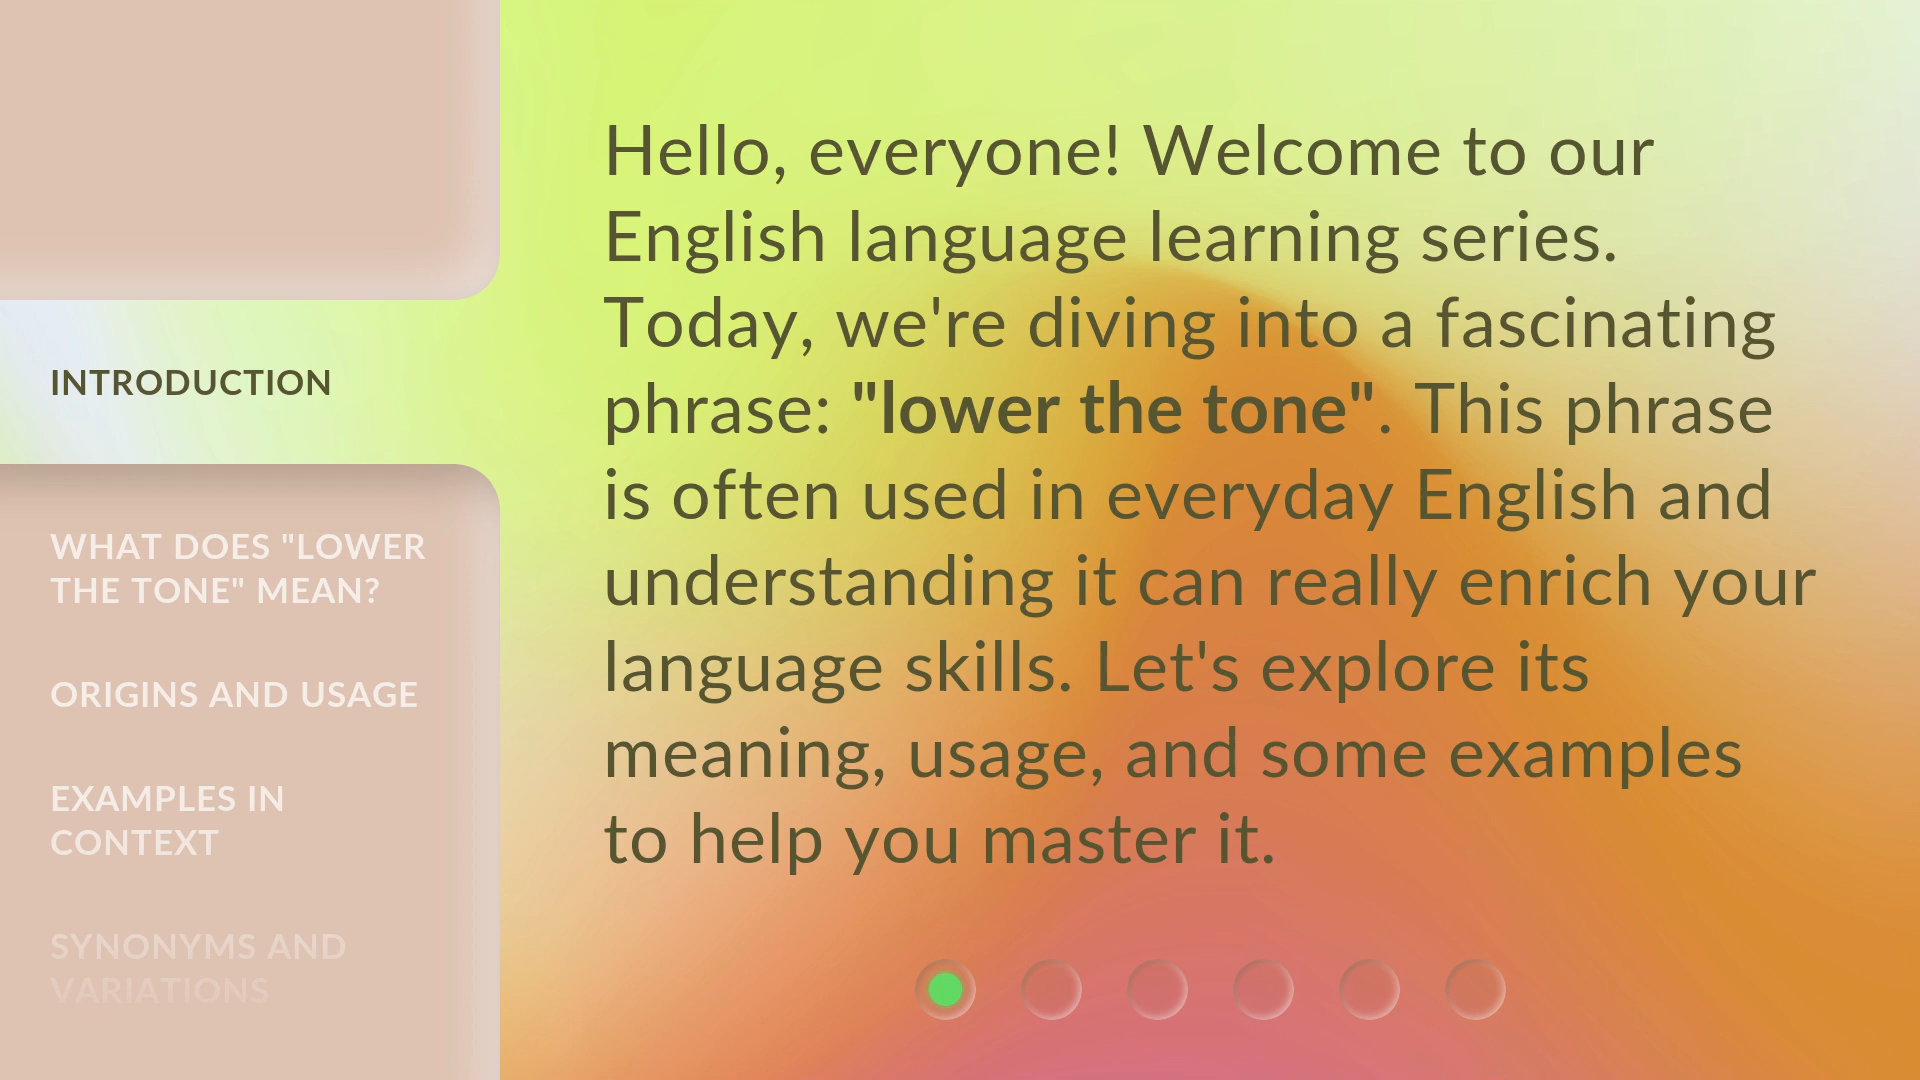 INTRODUCTION
WHAT DOES "LOWER
THE TONE" MEAN?
ORIGINS AND USAGE
EXAMPLES IN
CONTEXT
SYNONYMS AND
VARIATIONS
Hello, everyone! Welcome to our
English language learning series.
Today, we're diving into a fascinating
phrase: "lower the tone". This phrase
is often used in everyday English and
understanding it can really enrich your
language skills. Let's explore its
meaning, usage, and some examples
to help you master it.